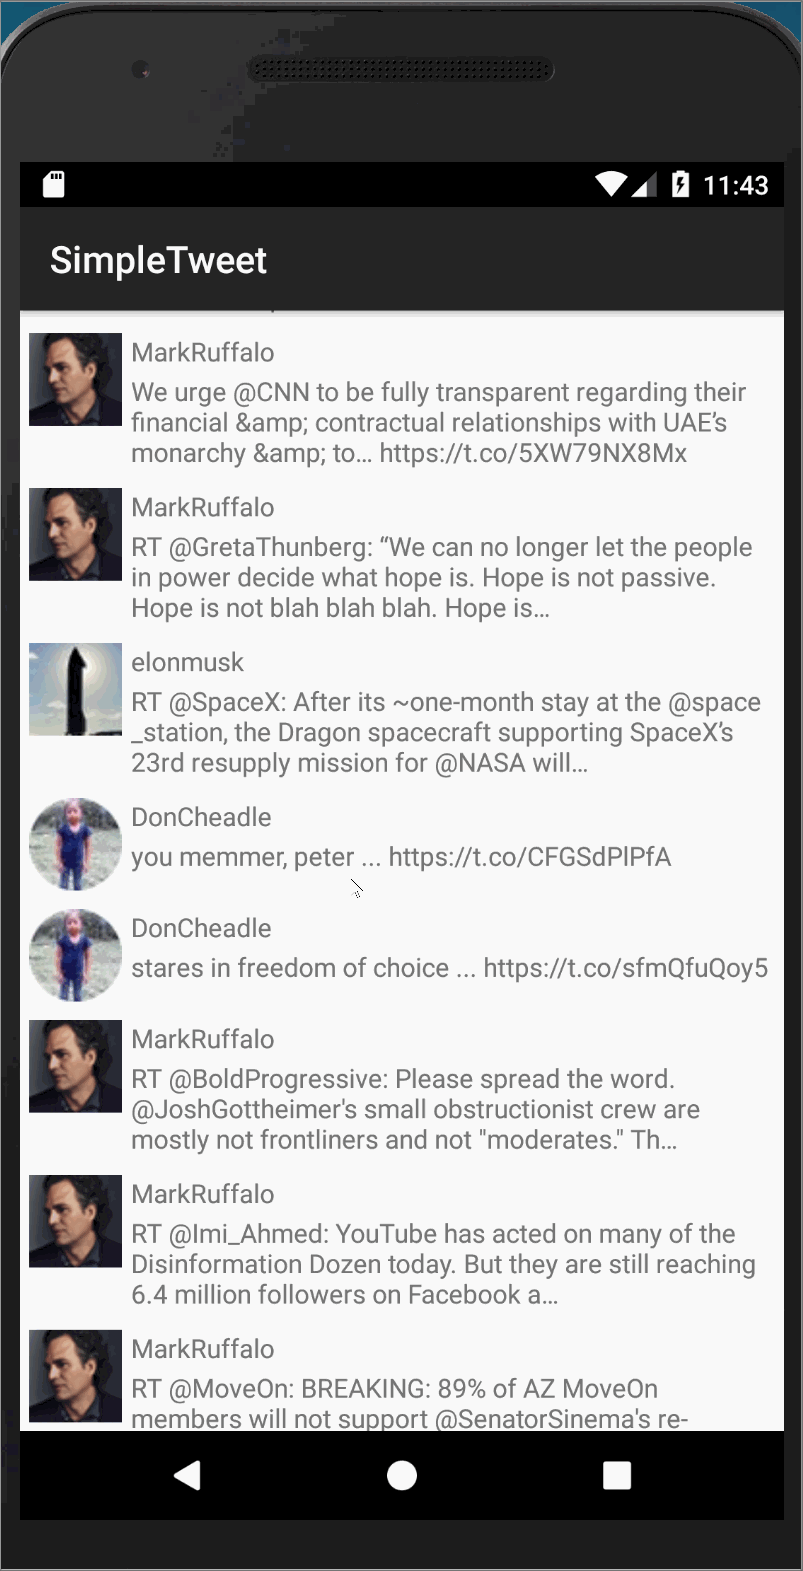 11:43
SimpleTweet
MarkRuffalo
We urge @CNN to be fully transparent regarding their
financial &amp; contractual relationships with UAE’s
monarchy &amp; to… https://t.co/5XW79NX8Mx
MarkRuffalo
RT @GretaThunberg: “We can no longer let the people
in power decide what hope is. Hope is not passive.
Hope is not blah blah blah. Hope is…
elonmusk
RT @SpaceX: After its ~one-month stay at the @space
_station, the Dragon spacecraft supporting SpaceX’s
23rd resupply mission for @NASA will…
DonCheadle
you memmer, peter ... https://t.co/CFGSdPlPfA
DonCheadle
stares in freedom of choice ... https://t.co/sfmQfuQoy5
MarkRuffalo
RT @BoldProgressive: Please spread the word.
@JoshGottheimer's small obstructionist crew are
mostly not frontliners and not "moderates." Th…
MarkRuffalo
RT @Imi_Ahmed: YouTube has acted on many of the
Disinformation Dozen today. But they are still reaching
6.4 million followers on Facebook a…
MarkRuffalo
RT @MoveOn: BREAKING: 89% of AZ MoveOn
members will not support @SenatorSinema's re-